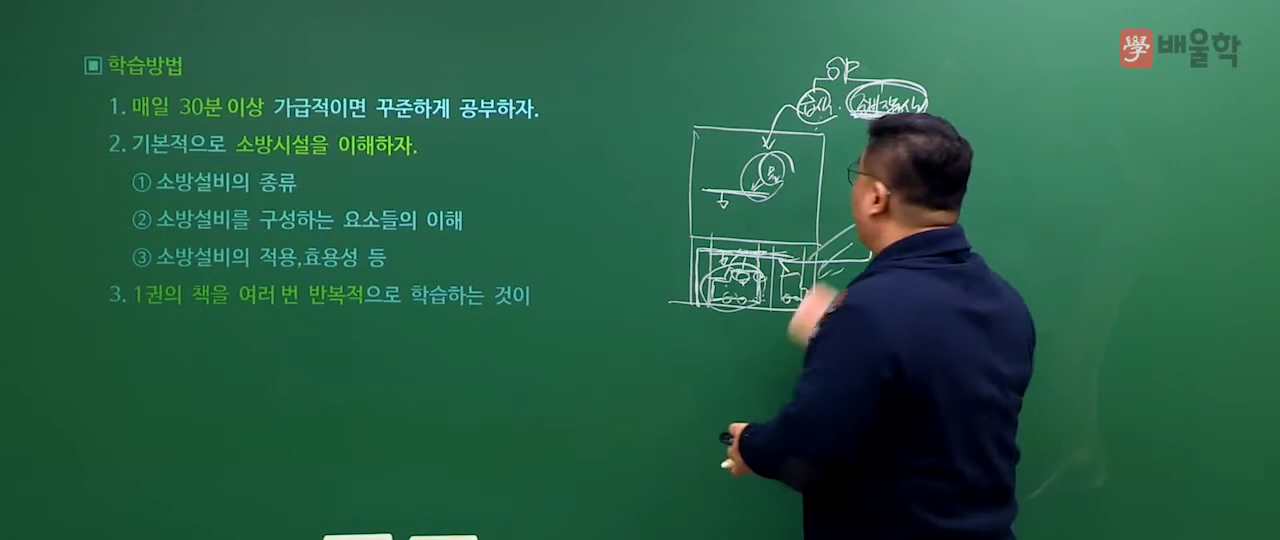 學 배울학
▣ 학습방법
1. 매일 30분 이상 가급적이면 꾸준하게 공부하자.
2. 기본적으로 소방시설을 이해하자.
① 소방설비의 종류
② 소방설비를 구성하는 요소들의 이해
③ 소방설비의 적용,효용성 등
3. 1권의 책을 여러 번 반복적으로 학습하는 것이
SP
습식